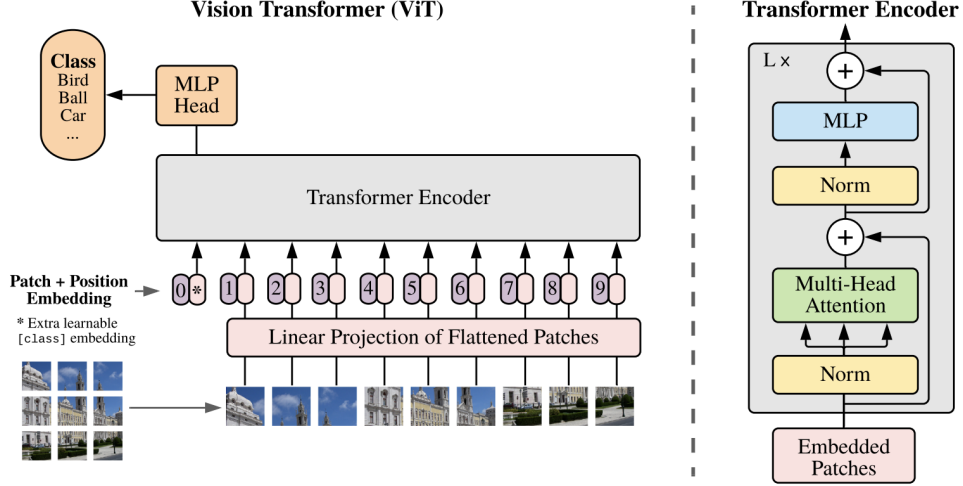 Vision Transformer (ViT)
Class
Bird
Ball
Car
...
MLP
Head
Transformer Encoder
Patch + Position
Embedding
0 * 1 2 3 4 5 6 7 8 9
* Extra learnable
[class] embedding
Linear Projection of Flattened Patches
Transformer Encoder
L ×
+
MLP
Norm
+
Multi-Head
Attention
Norm
Embedded
Patches